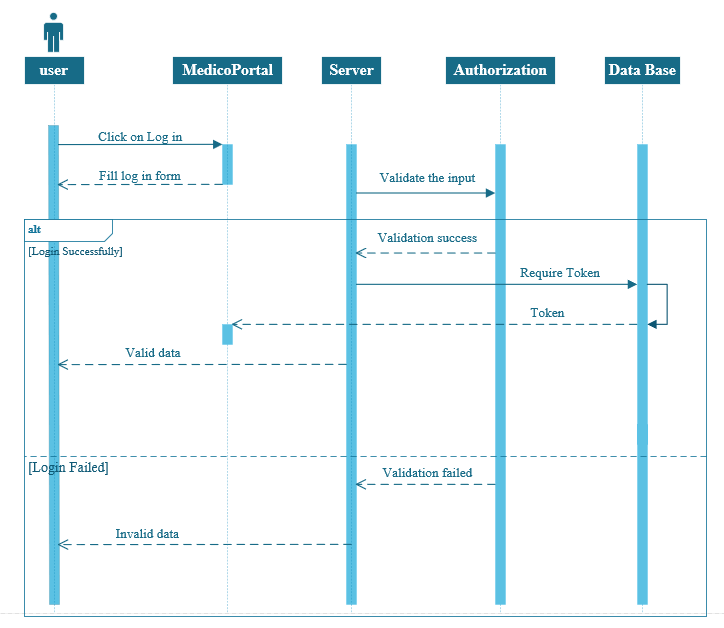 user
MedicoPortal
Server
Authorization
Data Base
Click on Log in
Fill log in form
Validate the input
alt
[Login Successfully]
Validation success
Require Token
Token
Valid data
[Login Failed]
Validation failed
Invalid data